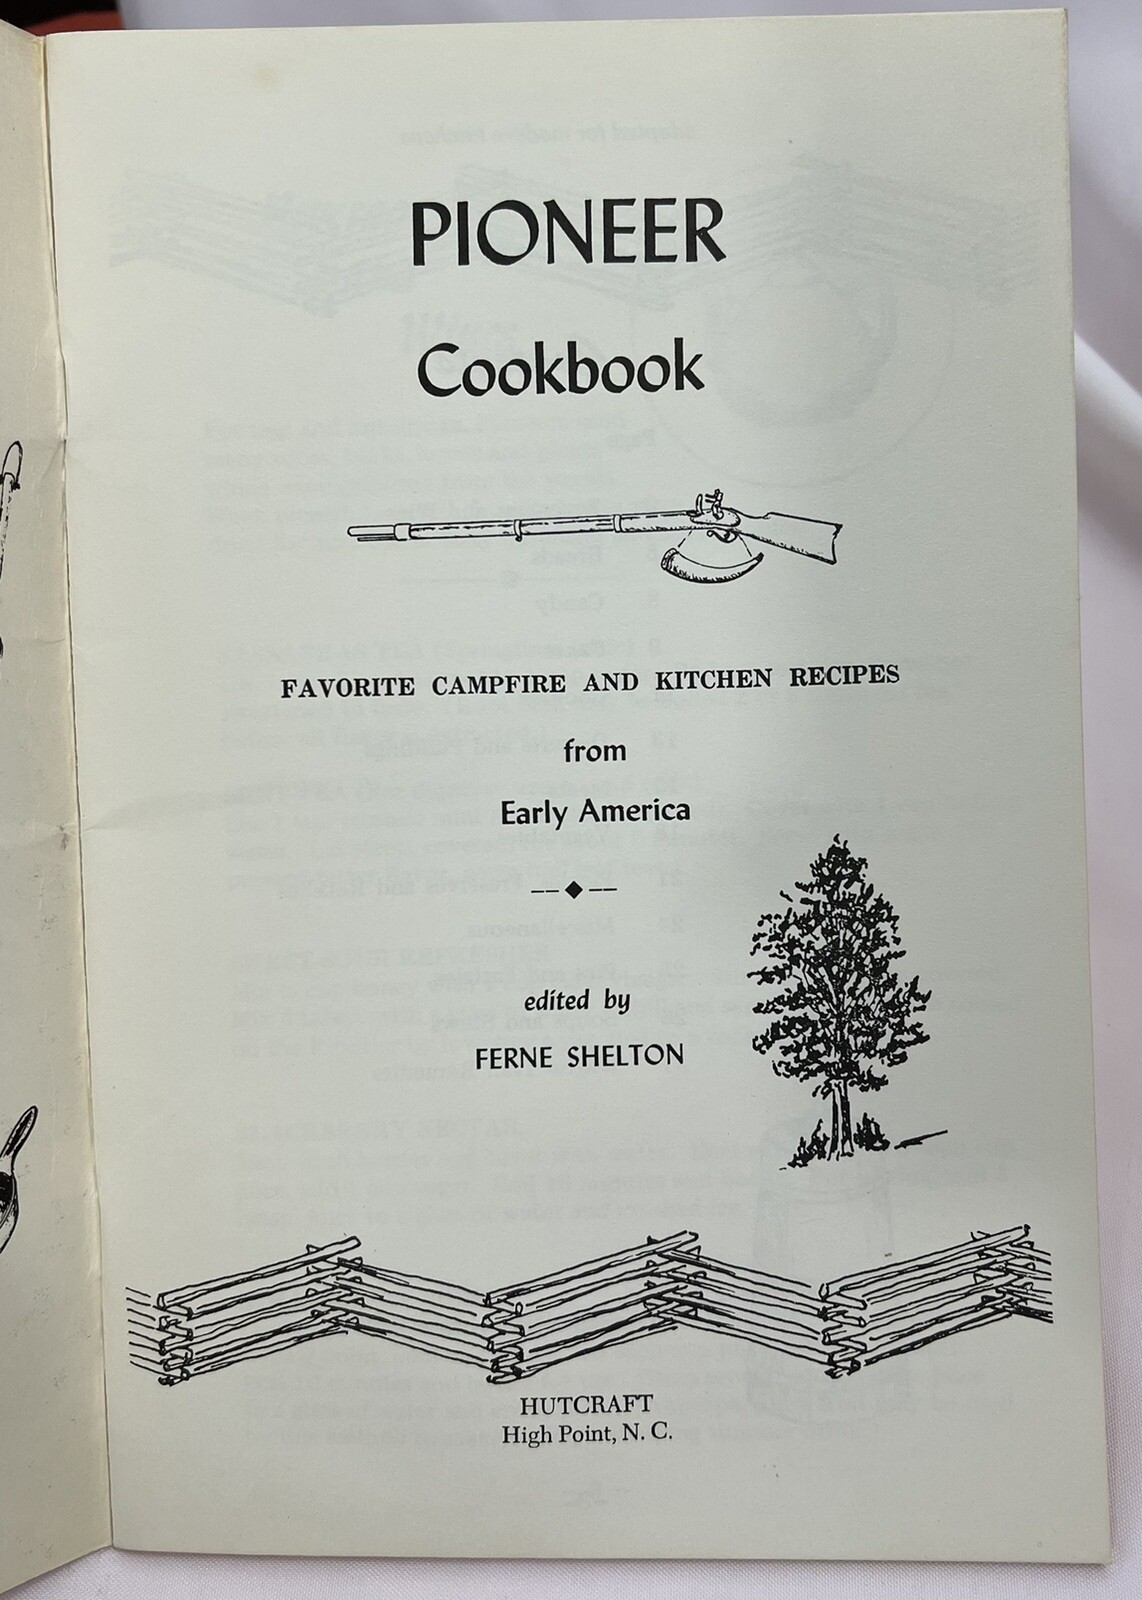 PIONEER
Cookbook
FAVORITE CAMPFIRE AND KITCHEN RECIPES
from
Early America
edited by
FERNE SHELTON
HUTCRAFT
High Point, N. C.